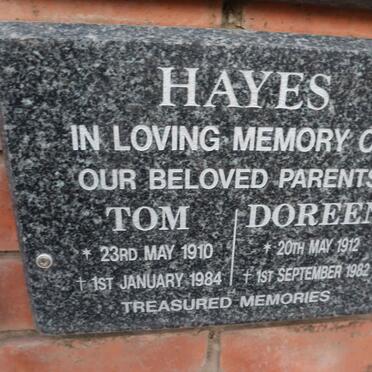 HAYES
IN LOVING MEMORY O
OUR BELOVED PARENTS
TOM DOREEN
* 23RD MAY 1910 * 20TH MAY 1912
† 1ST JANUARY 1984 † 1ST SEPTEMBER 1982
TREASURED MEMORIES